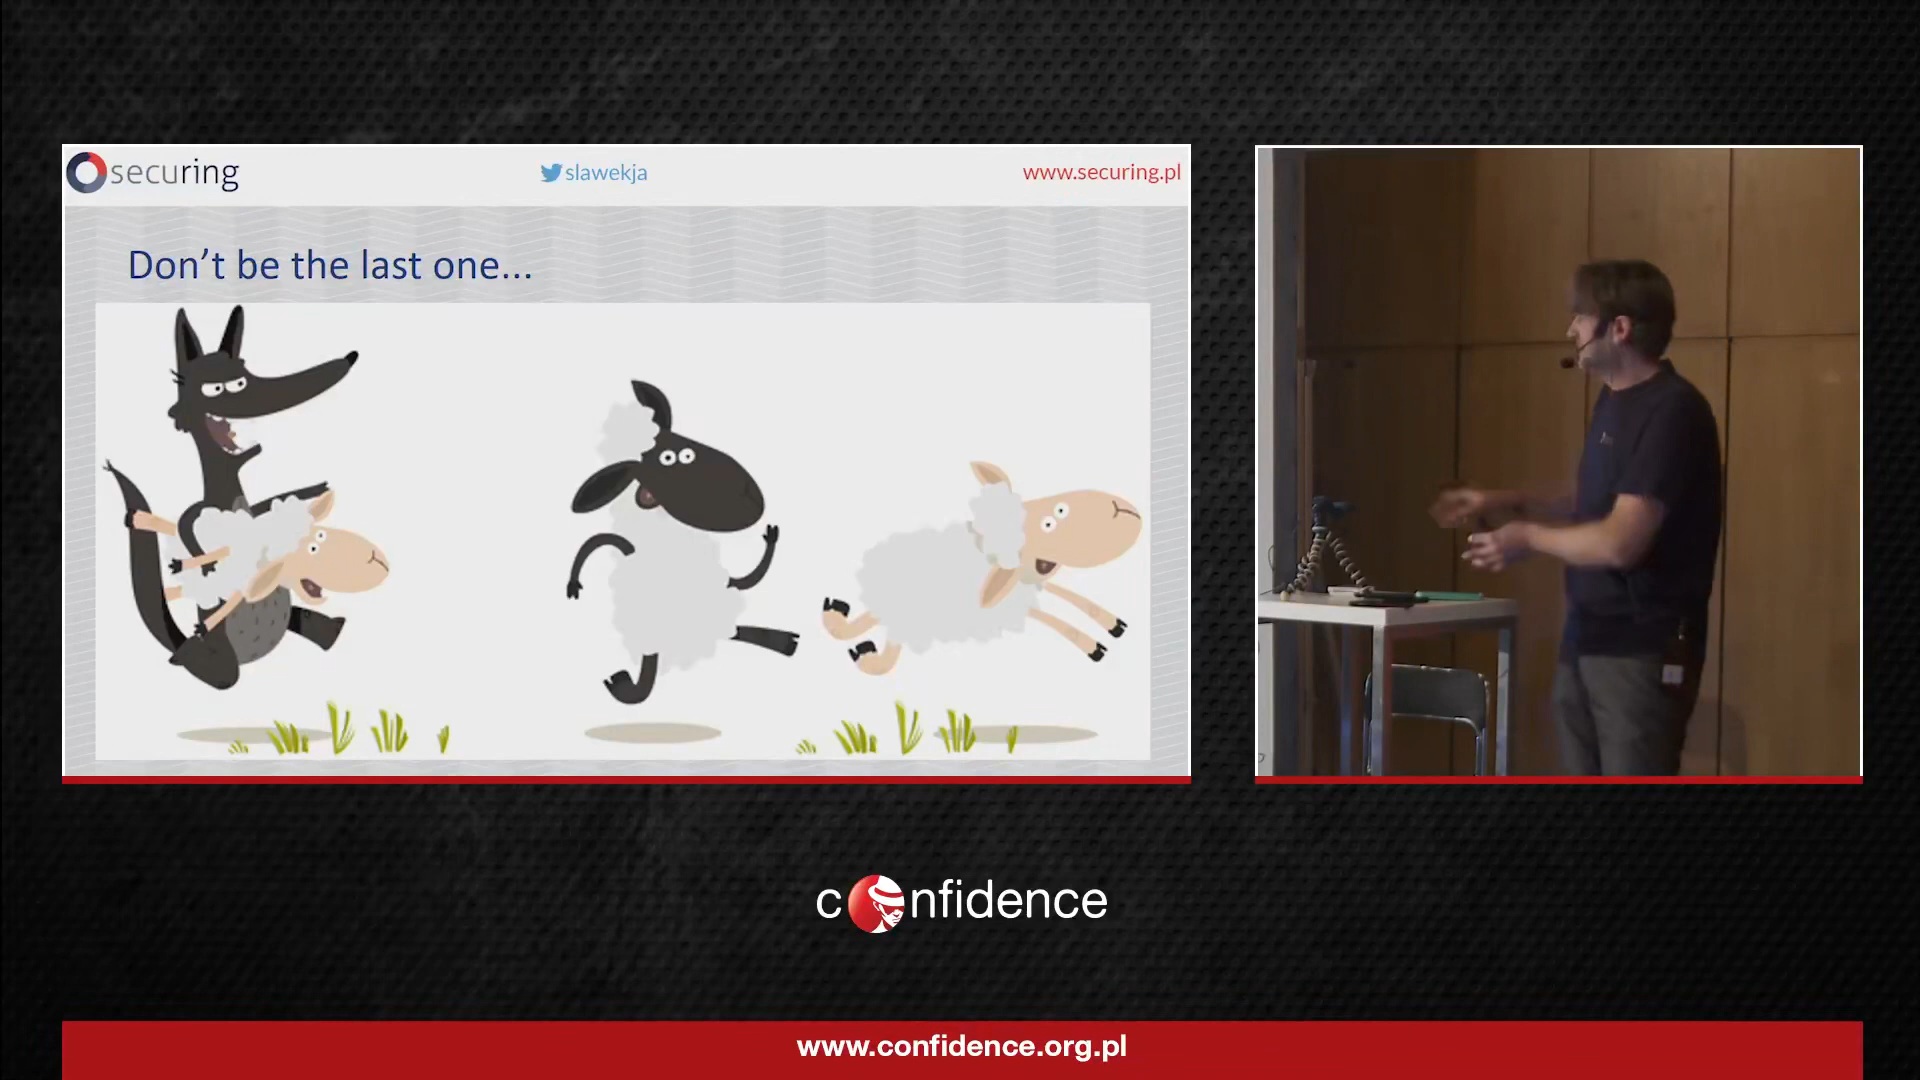 securing
slawekja
www.securing.pl
Don't be the last one...
confidence
www.confidence.org.pl